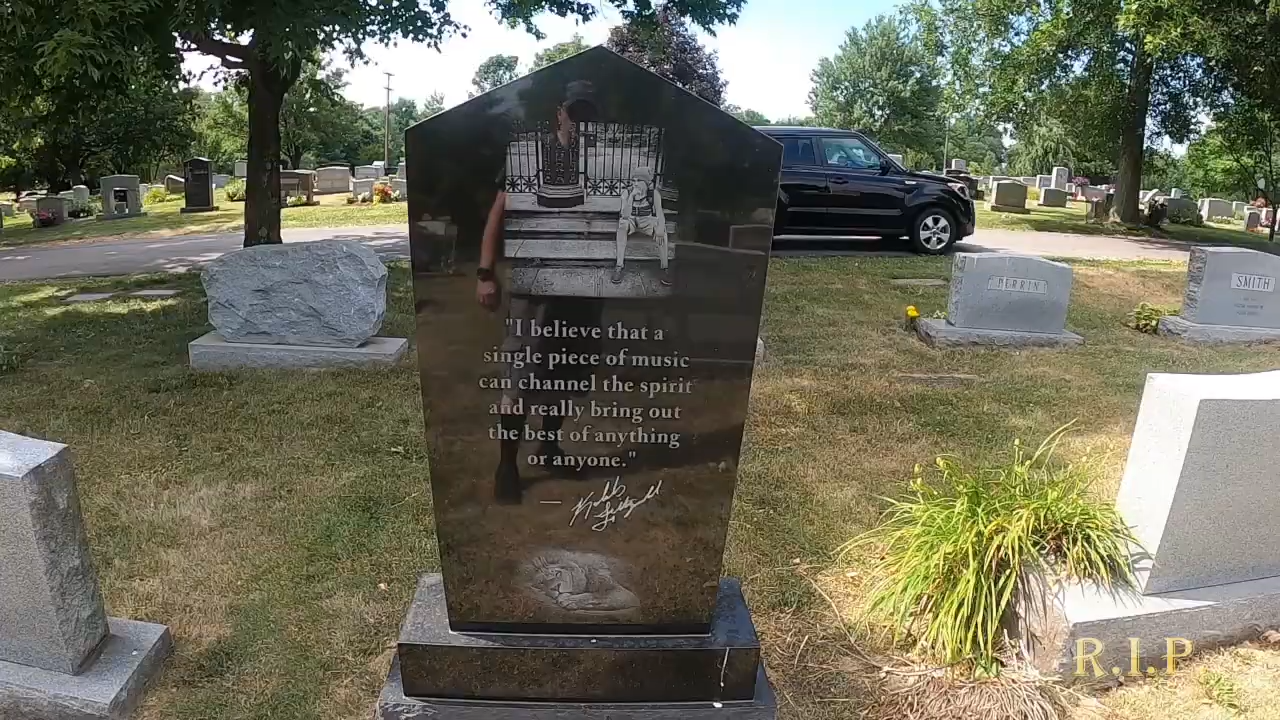 PERRIN
SMITH
"I believe that a
single piece of music
can channel the spirit
and really bring out
the best of anything
or anyone."
R.I.P